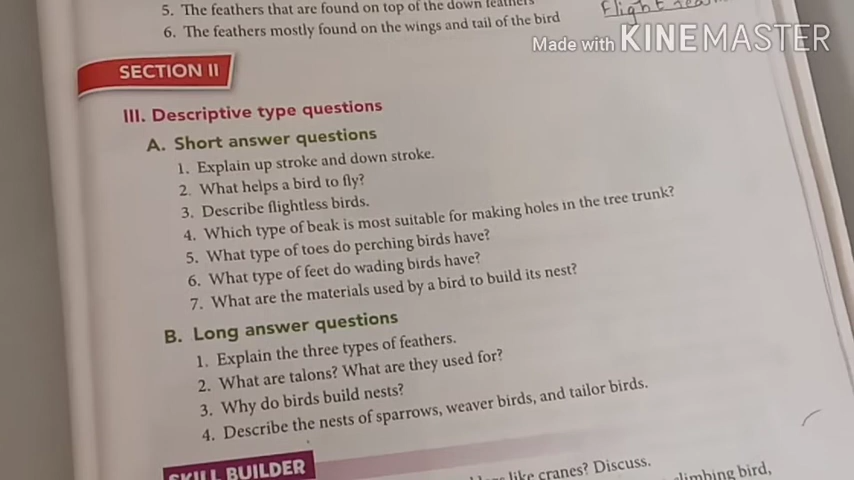 5. The feathers that are found on top of the down feathers
6. The feathers mostly found on the wings and tail of the bird
Flight
Made with KINEMASTER
SECTION II
III. Descriptive type questions
A. Short answer questions
1. Explain up stroke and down stroke.
2. What helps a bird to fly?
3. Describe flightless birds.
4. Which type of beak is most suitable for making holes in the tree trunk?
5. What type of toes do perching birds have?
6. What type of feet do wading birds have?
7. What are the materials used by a bird to build its nest?
B. Long answer questions
1. Explain the three types of feathers.
2. What are talons? What are they used for?
3. Why do birds build nests?
4. Describe the nests of sparrows, weaver birds, and tailor birds.
SKILL BUILDER
like cranes? Discuss.
climbing bird,